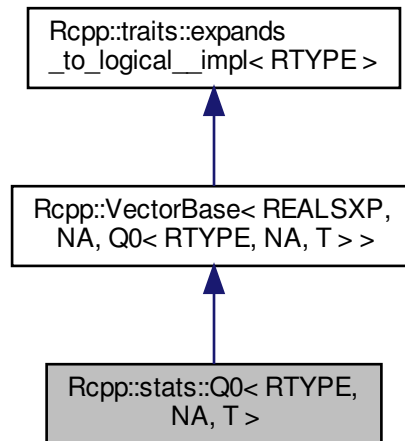 Rcpp::traits::expands
_to_logical__impl< RTYPE >
Rcpp::VectorBase< REALSXP,
NA, Q0< RTYPE, NA, T > >
Rcpp::stats::Q0< RTYPE,
NA, T >